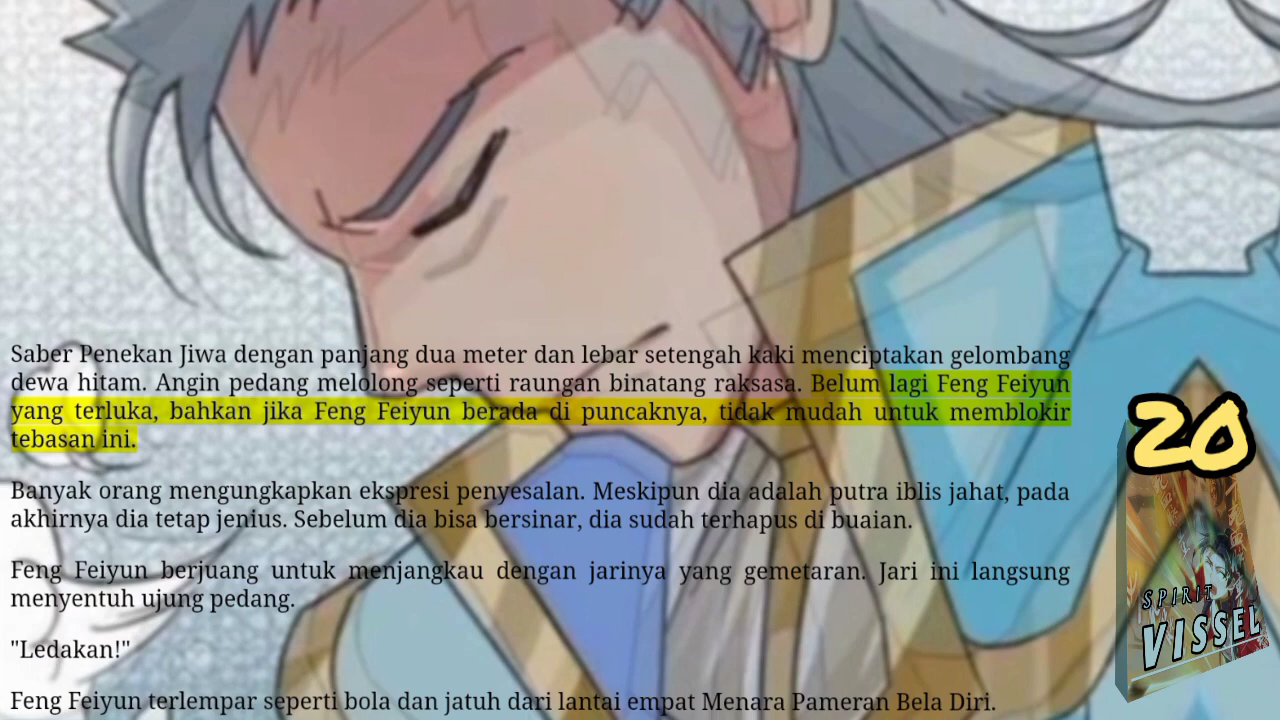 Saber Penekan Jiwa dengan panjang dua meter dan lebar setengah kaki menciptakan gelombang
dewa hitam. Angin pedang melolong seperti raungan binatang raksasa. Belum lagi Feng Feiyun
yang terluka, bahkan jika Feng Feiyun berada di puncaknya, tidak mudah untuk memblokir
tebasan ini.
Banyak orang mengungkapkan ekspresi penyesalan. Meskipun dia adalah putra iblis jahat, pada
akhirnya dia tetap jenius. Sebelum dia bisa bersinar, dia sudah terhapus di buaian.
Feng Feiyun berjuang untuk menjangkau dengan jarinya yang gemetaran. Jari ini langsung
menyentuh ujung pedang.
"Ledakan!"
Feng Feiyun terlempar seperti bola dan jatuh dari lantai empat Menara Pameran Bela Diri.
20
SPIRIT
VISSEL